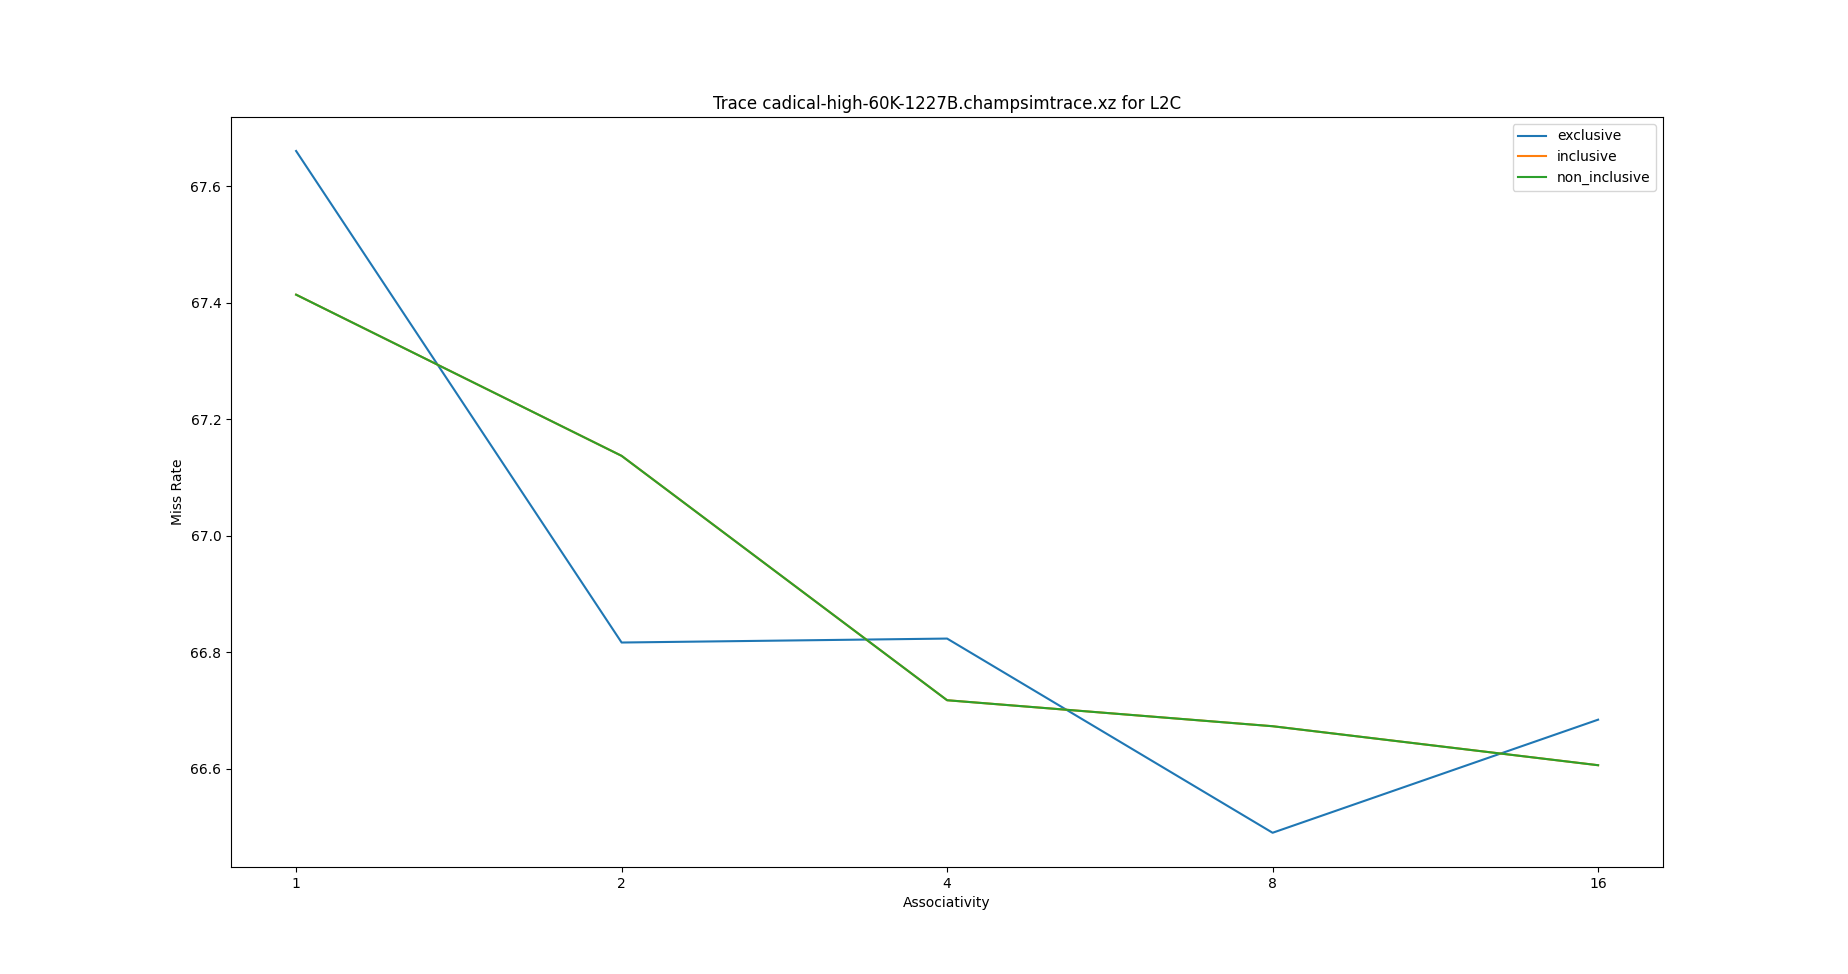 Trace cadical-high-60K-1227B.champsimtrace.xz for L2C
exclusive
inclusive
non_inclusive
67.6
67.4
67.2
67.0
66.8
66.6
Miss Rate
1 2 4 8 16
Associativity